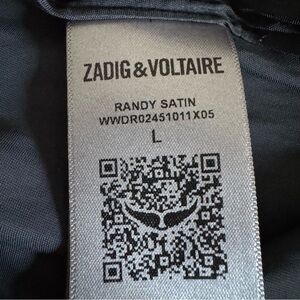 ZADIG&VOLTAIRE
RANDY SATIN
WWDR02451011X05
L